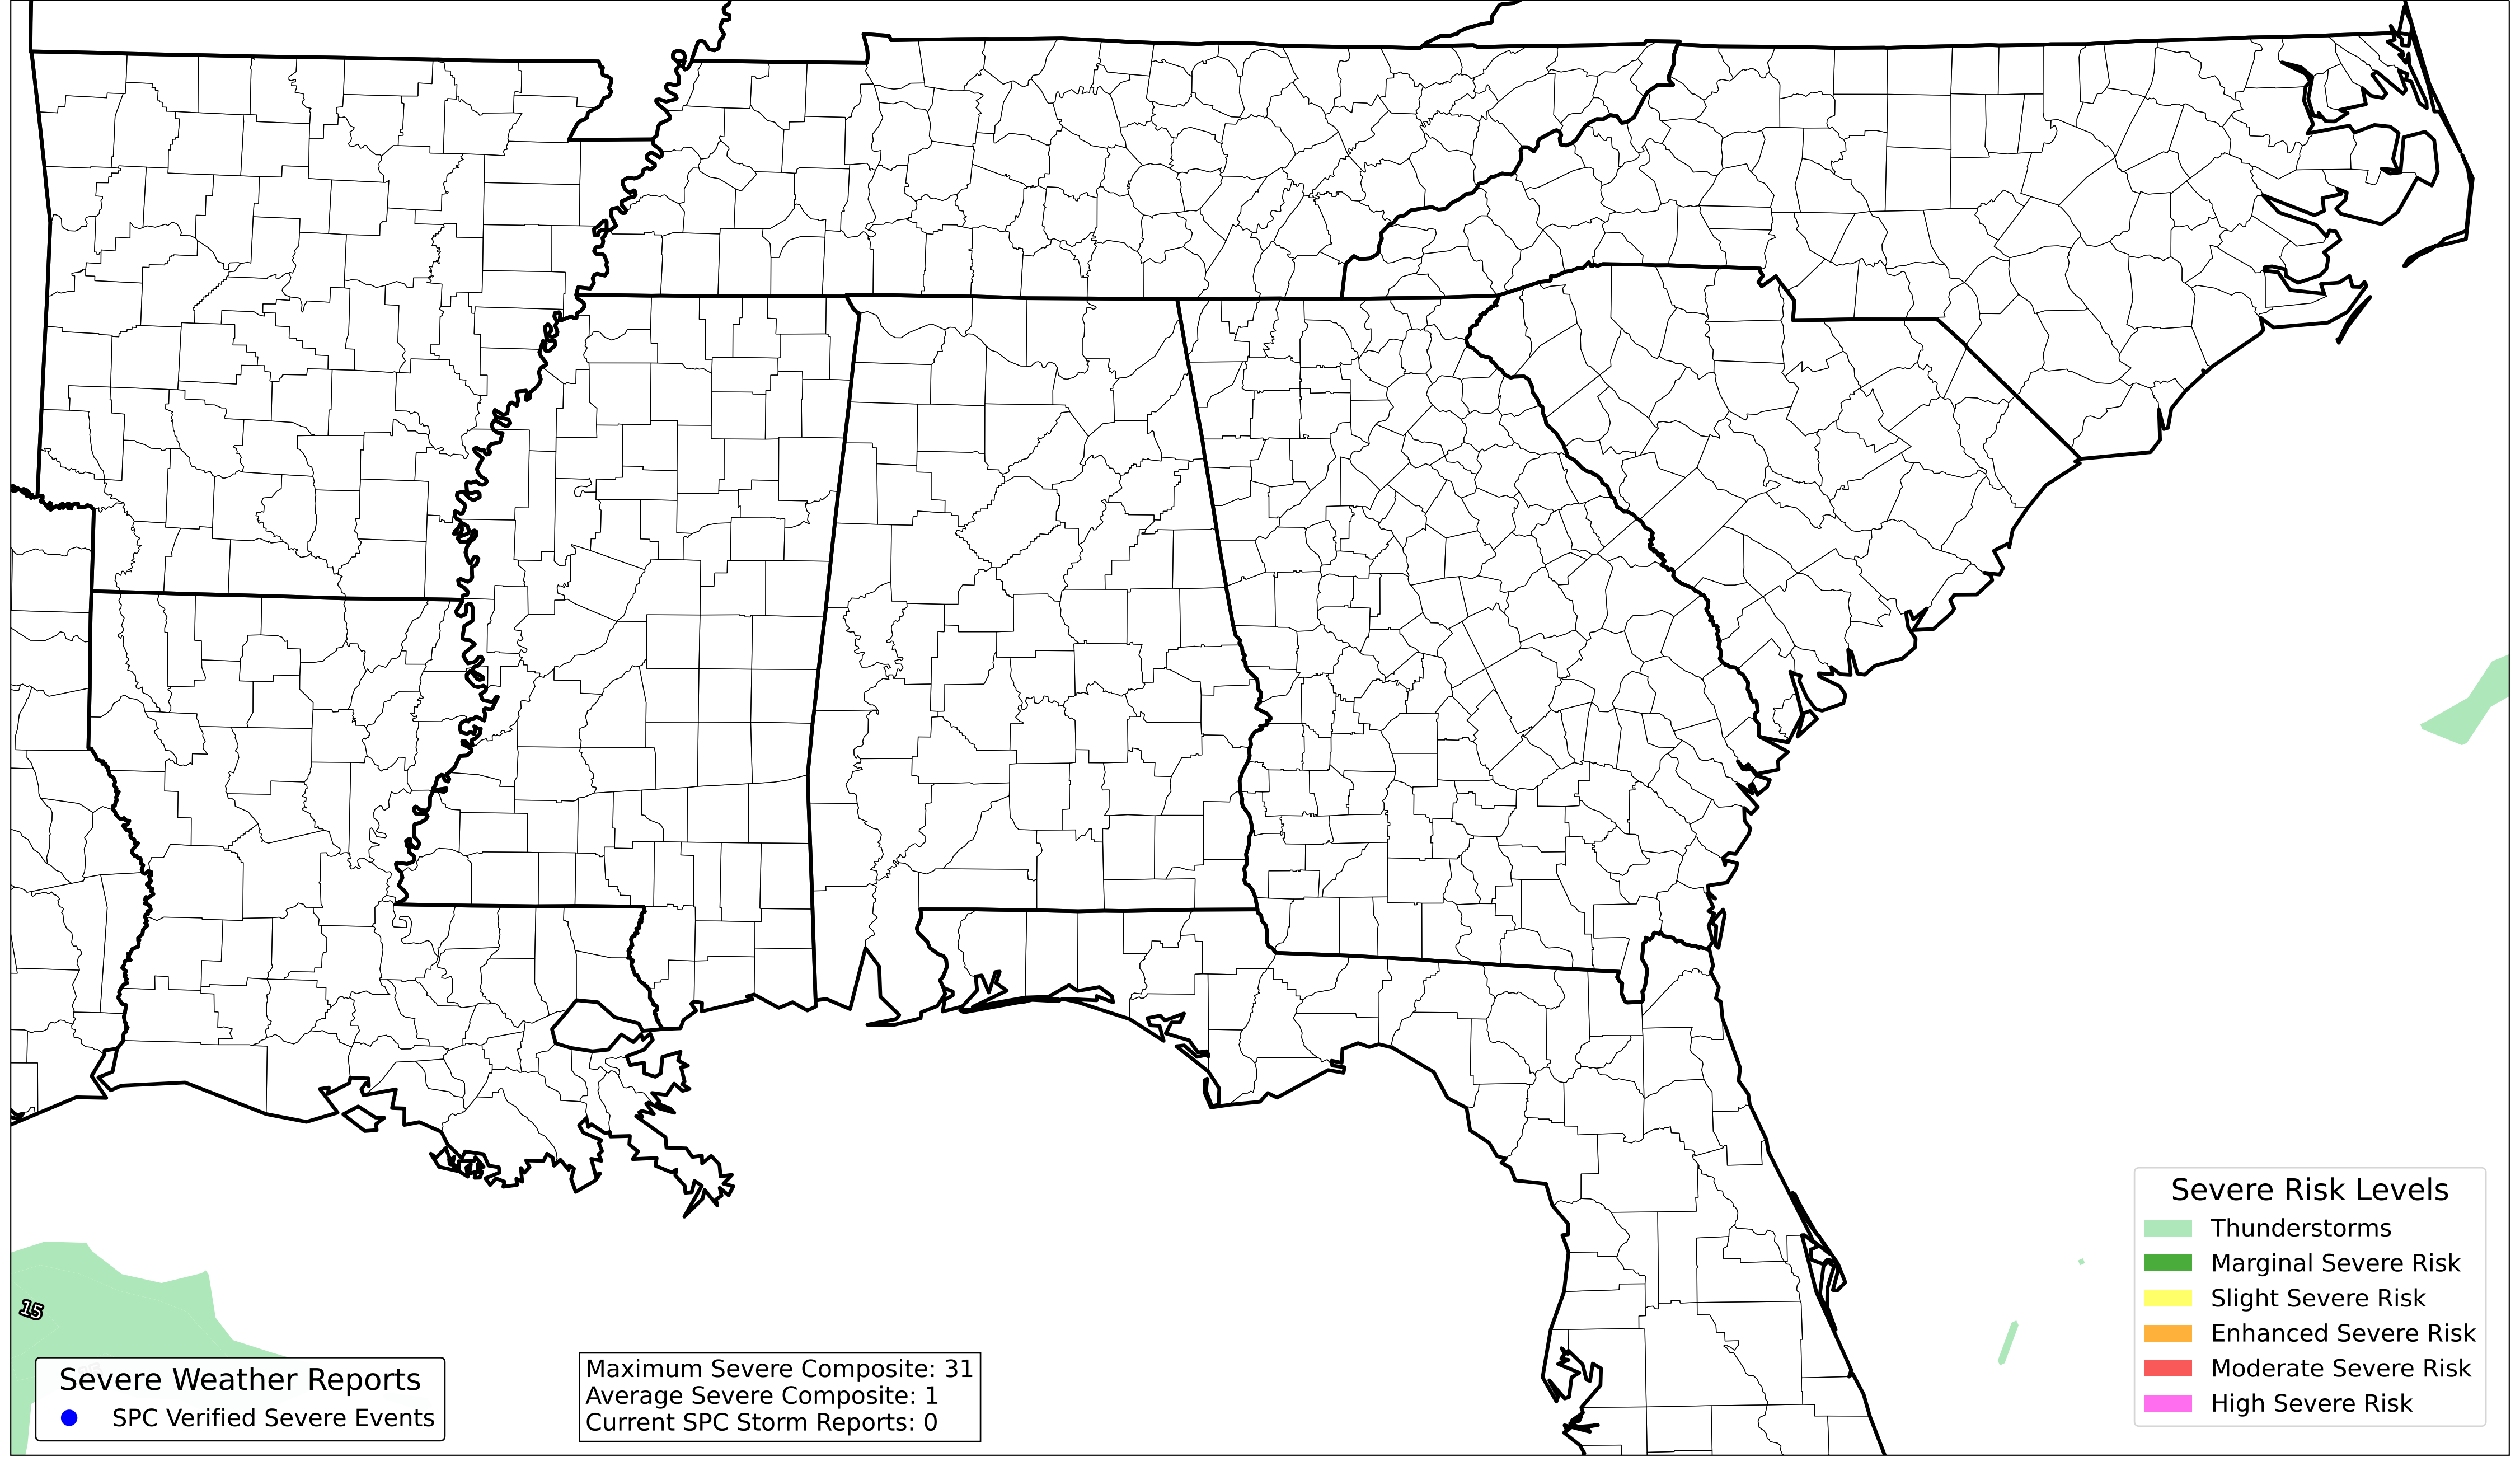 15
Severe Weather Reports
SPC Verified Severe Events
Maximum Severe Composite: 31
Average Severe Composite: 1
Current SPC Storm Reports: 0
Severe Risk Levels
Thunderstorms
Marginal Severe Risk
Slight Severe Risk
Enhanced Severe Risk
Moderate Severe Risk
High Severe Risk